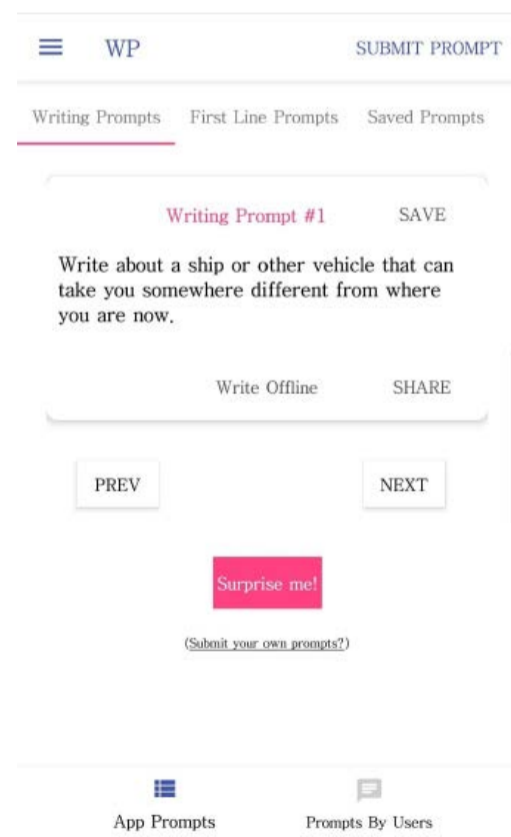 WP SUBMIT PROMPT
Writing Prompts First Line Prompts Saved Prompts
Writing Prompt #1 SAVE
Write about a ship or other vehicle that can
take you somewhere different from where
you are now.
Write Offline SHARE
PREV NEXT
Surprise me!
(Submit your own prompts?)
App Prompts Prompts By Users